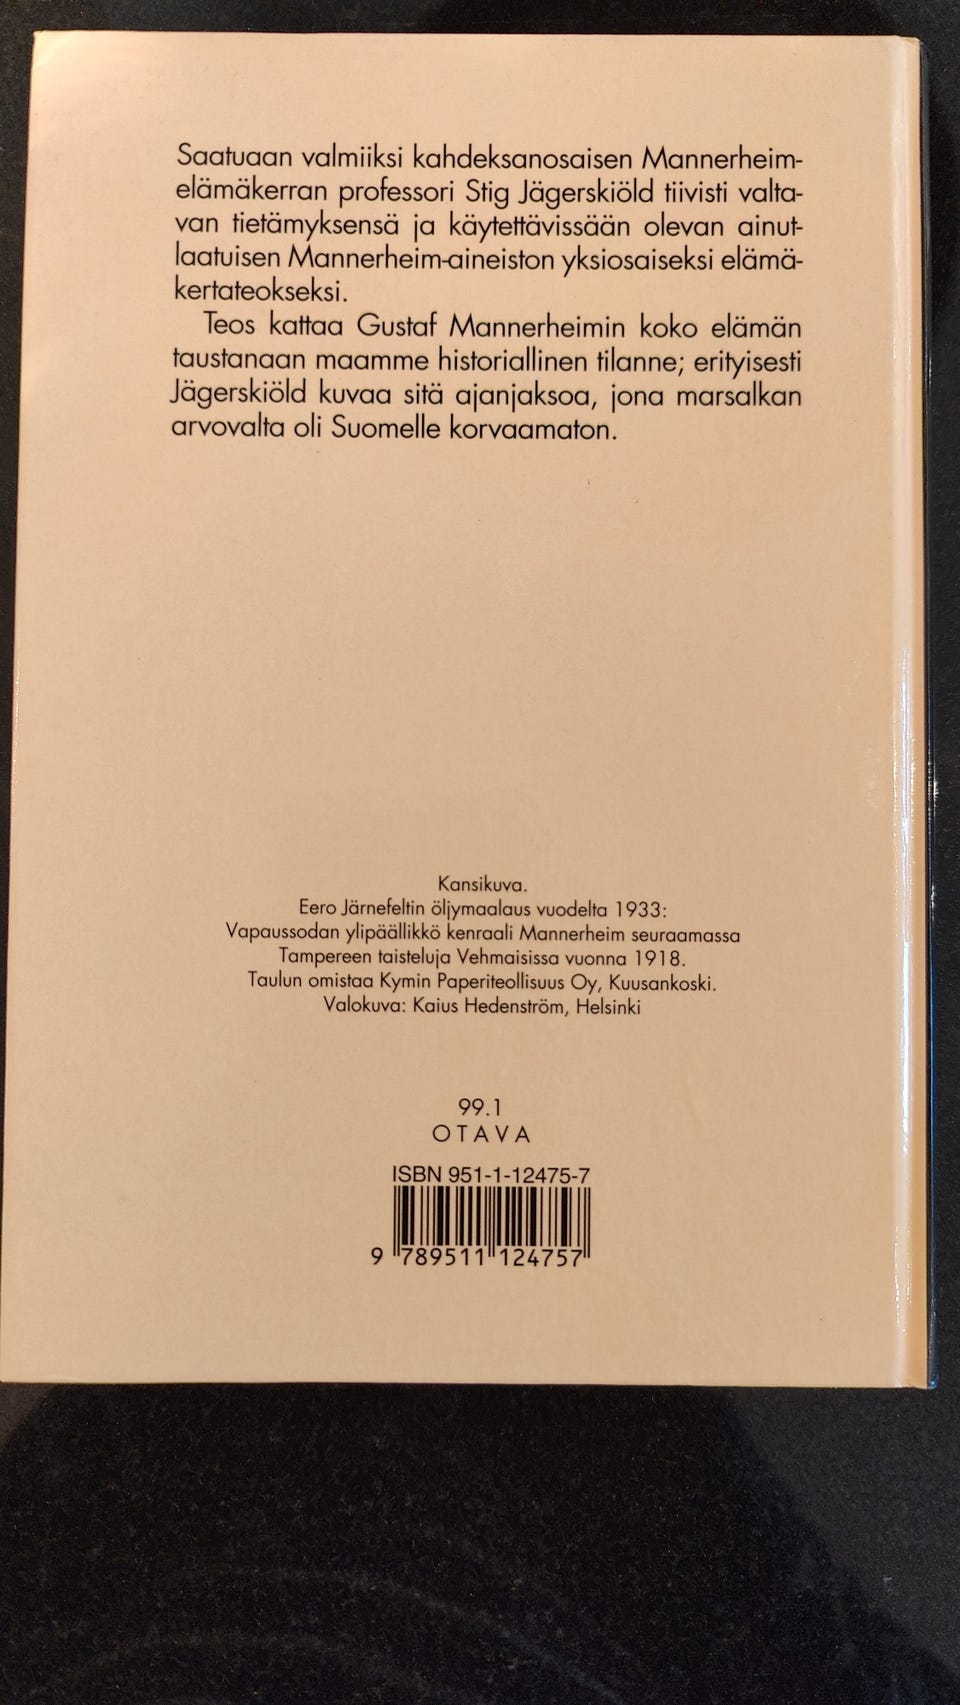 Saatuaan valmiiksi kahdeksanosaisen Mannerheim-
elämäkerran professori Stig Jägerskiöld tiivisti valta-
van tietämyksensä ja käytettävissään olevan ainut-
laatuisen Mannerheim-aineiston yksiosaiseksi elämä-
kertateokseksi.
Teos kattaa Gustaf Mannerheimin koko elämän
taustanaan maamme historiallinen tilanne; erityisesti
Jägerskiöld kuvaa sitä ajanjaksoa, jona marsalkan
arvovalta oli Suomelle korvaamaton.
Kansikuva.
Eero Järnefeltin öljymaalaus vuodelta 1933:
Vapaussodan ylipäällikkö kenraali Mannerheim seuraamassa
Tampereen taisteluja Vehmaisissa vuonna 1918.
Taulun omistaa Kymin Paperiteollisuus Oy, Kuusankoski.
Valokuva: Kaius Hedenström, Helsinki
99.1
OTAVA
ISBN 951-1-12475-7
9 789511 124757